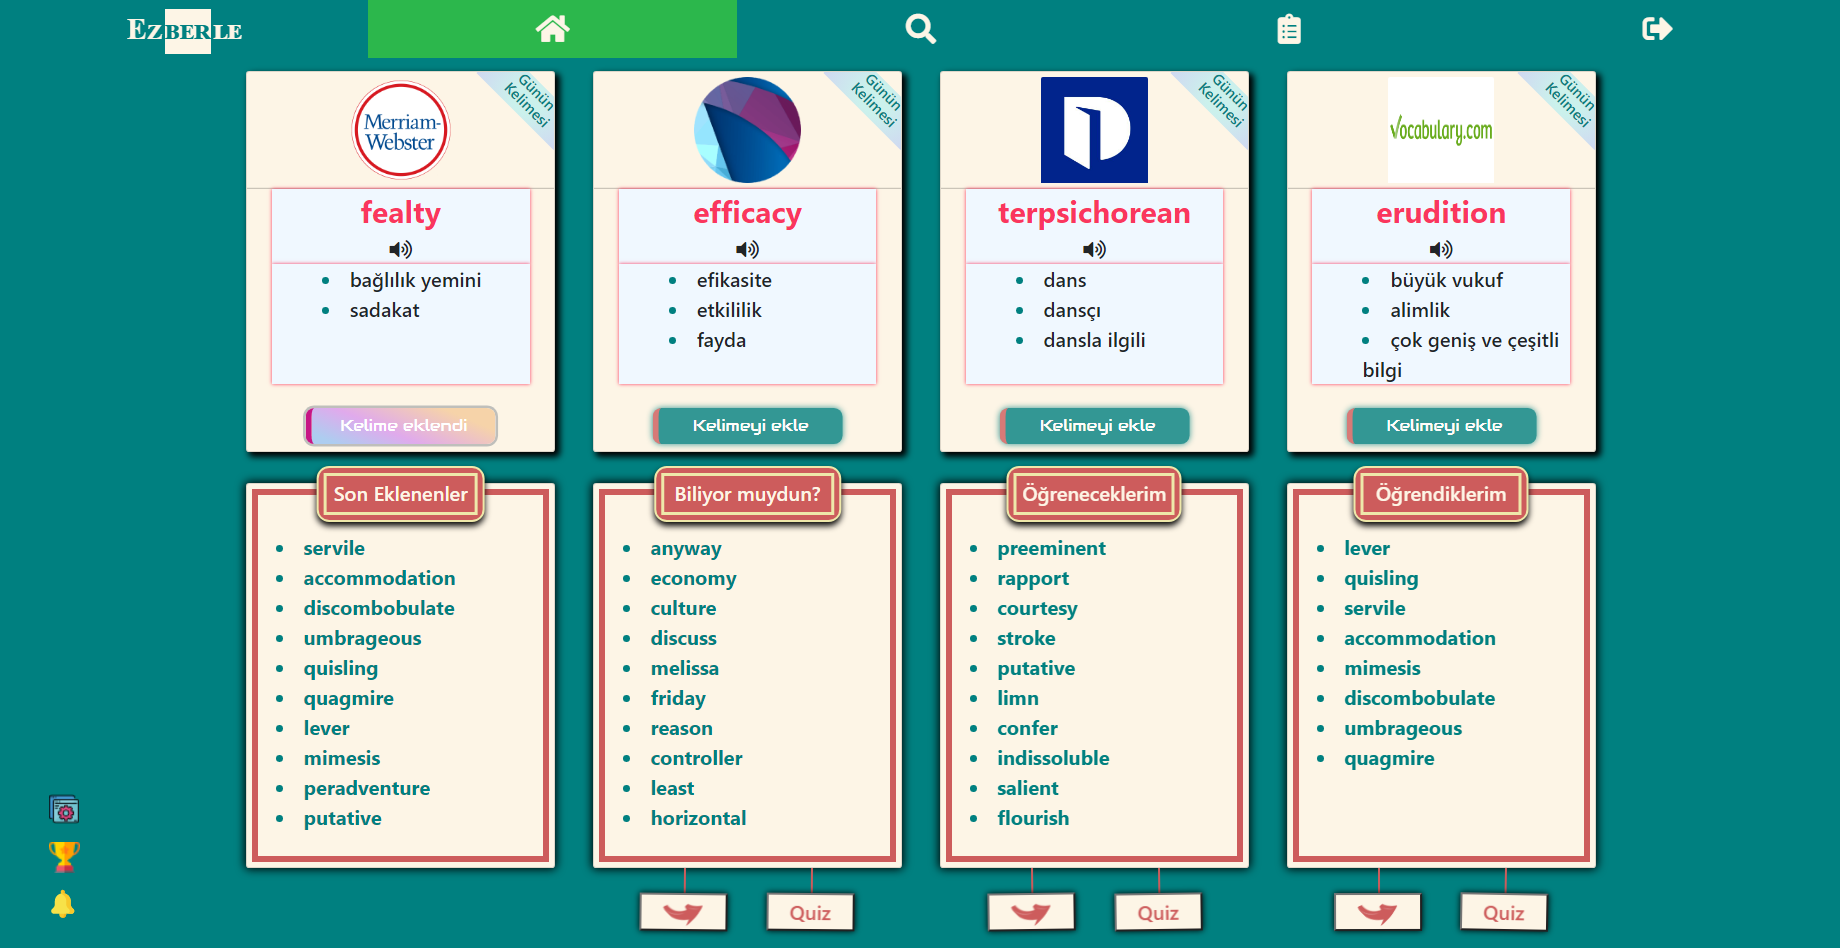 EZBERLE
Günün
Kelimesi
Merriam-
Webster
fealty
bağlılık yemini
sadakat
Kelime eklendi
Günün
Kelimesi
efficacy
efikasite
etkililik
fayda
Kelimeyi ekle
Günün
Kelimesi
terpsichorean
dans
dansçı
dansla ilgili
Kelimeyi ekle
Günün
Kelimesi
Vocabulary.com
erudition
büyük vukuf
alimlik
çok geniş ve çeşitli
bilgi
Kelimeyi ekle
Son Eklenenler
servile
accommodation
discombobulate
umbrageous
quisling
quagmire
lever
mimesis
peradventure
putative
Biliyor muydun?
anyway
economy
culture
discuss
melissa
friday
reason
controller
least
horizontal
Quiz
Öğreneceklerim
preeminent
rapport
courtesy
stroke
putative
limn
confer
indissoluble
salient
flourish
Quiz
Öğrendiklerim
lever
quisling
servile
accommodation
mimesis
discombobulate
umbrageous
quagmire
Quiz